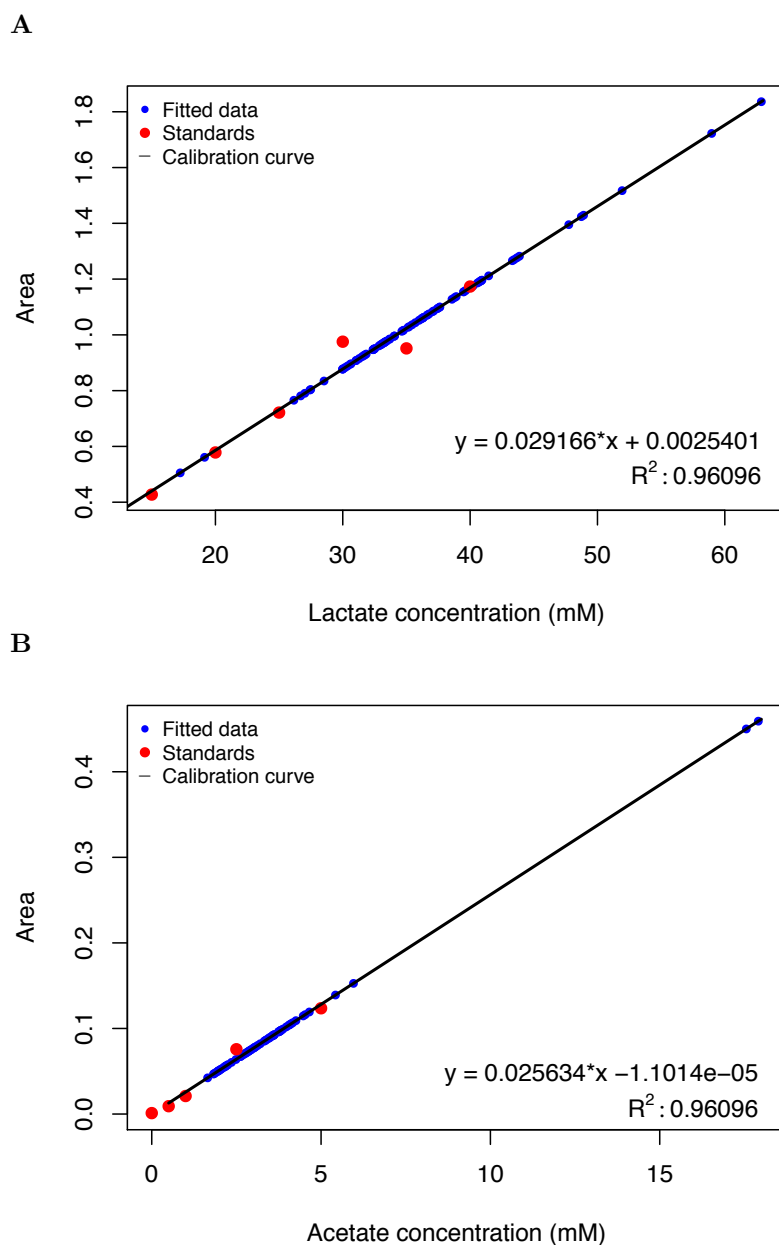 A
Fitted data
Standards
Calibration curve
1.8
1.6
1.4
1.2
1.0
0.8
0.6
0.4
Area
y = 0.029166*x + 0.0025401
R²: 0.96096
20 30 40 50 60
Lactate concentration (mM)
B
Fitted data
Standards
Calibration curve
0.4
0.3
0.2
0.1
0.0
Area
y = 0.025634*x −1.1014e−05
R²: 0.96096
0 5 10 15
Acetate concentration (mM)